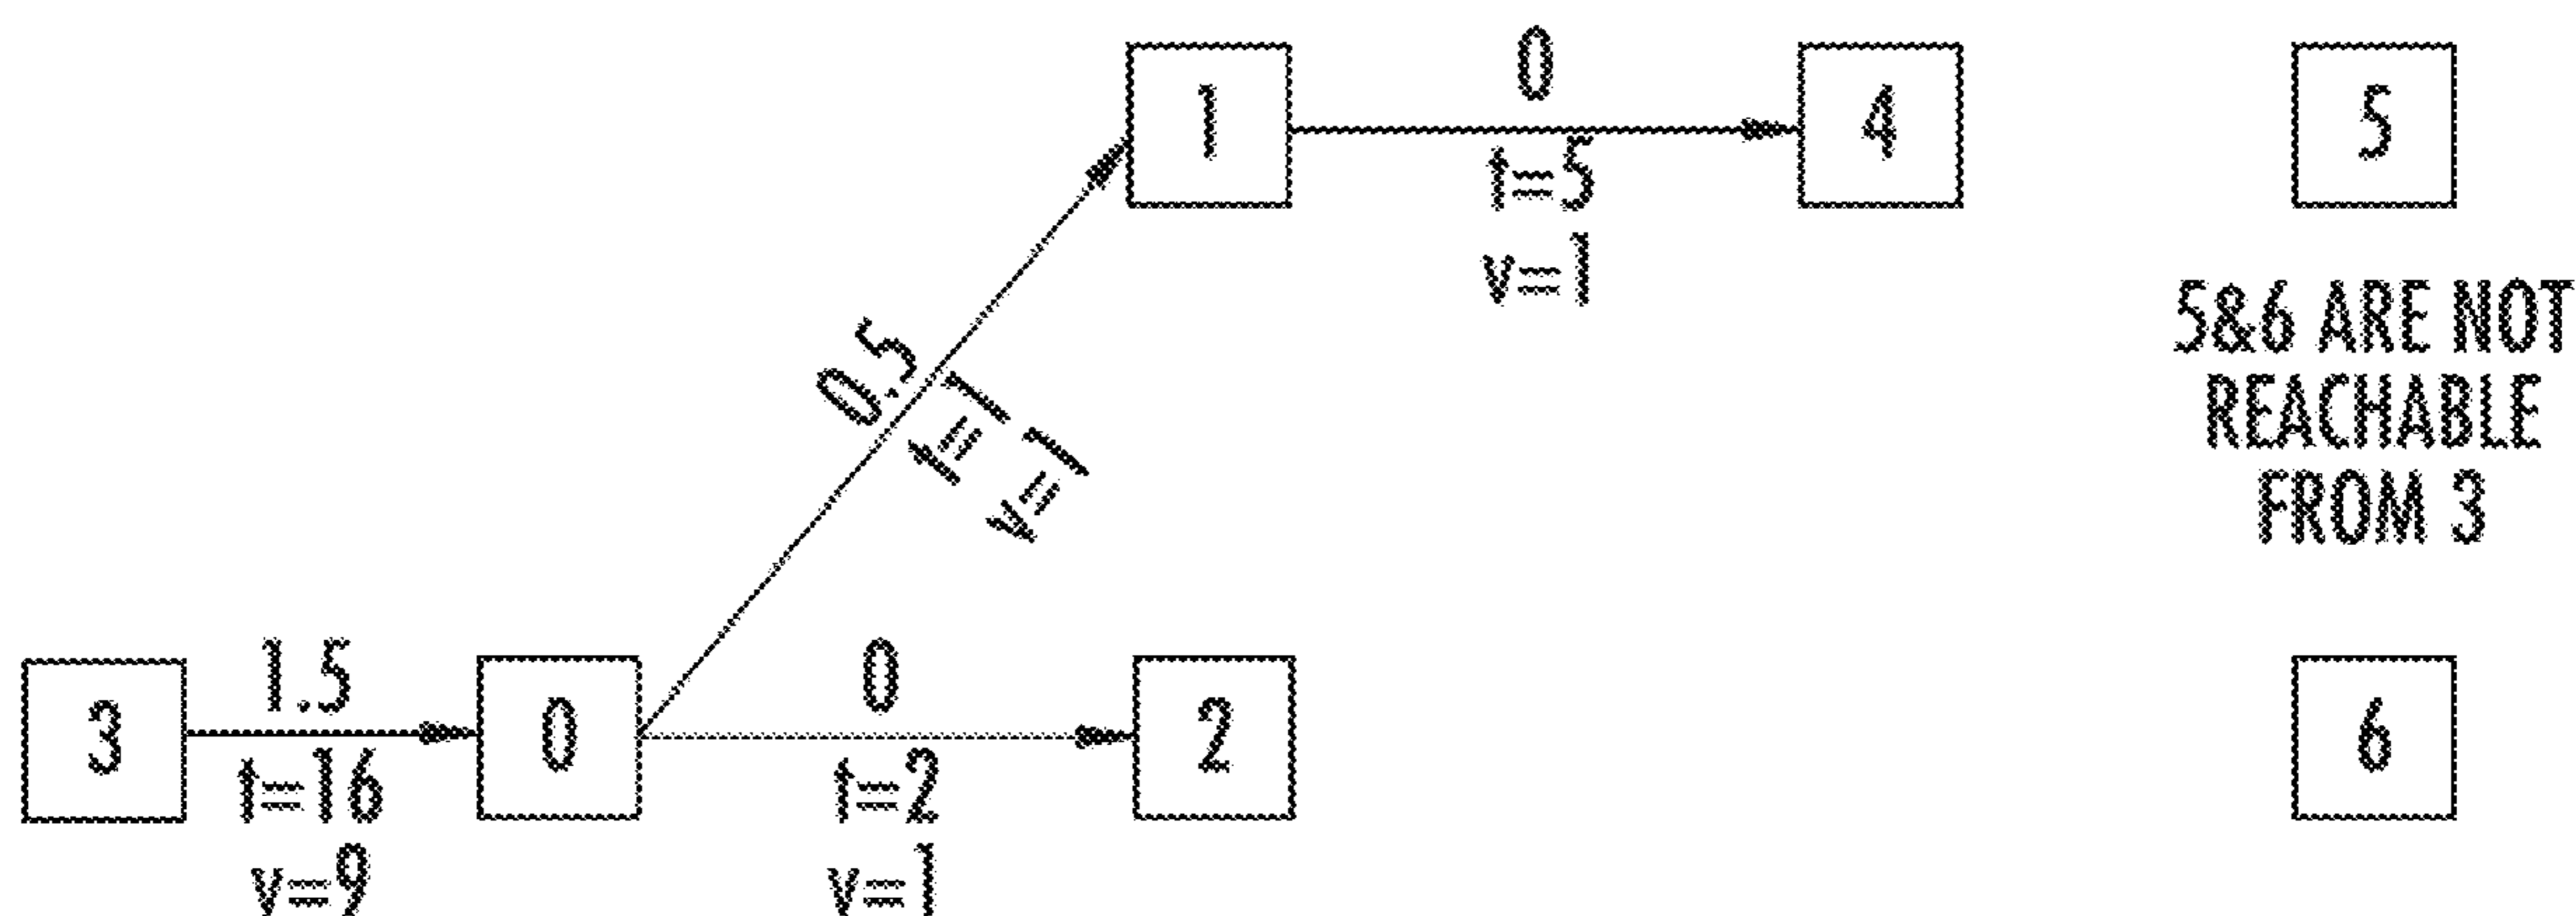 0
1
4
5
t=5
v=1
5&6 ARE NOT
REACHABLE
FROM 3
0.5
t=1
v=1
1.5
0
3
0
2
6
t=16
t=2
v=9
v=1